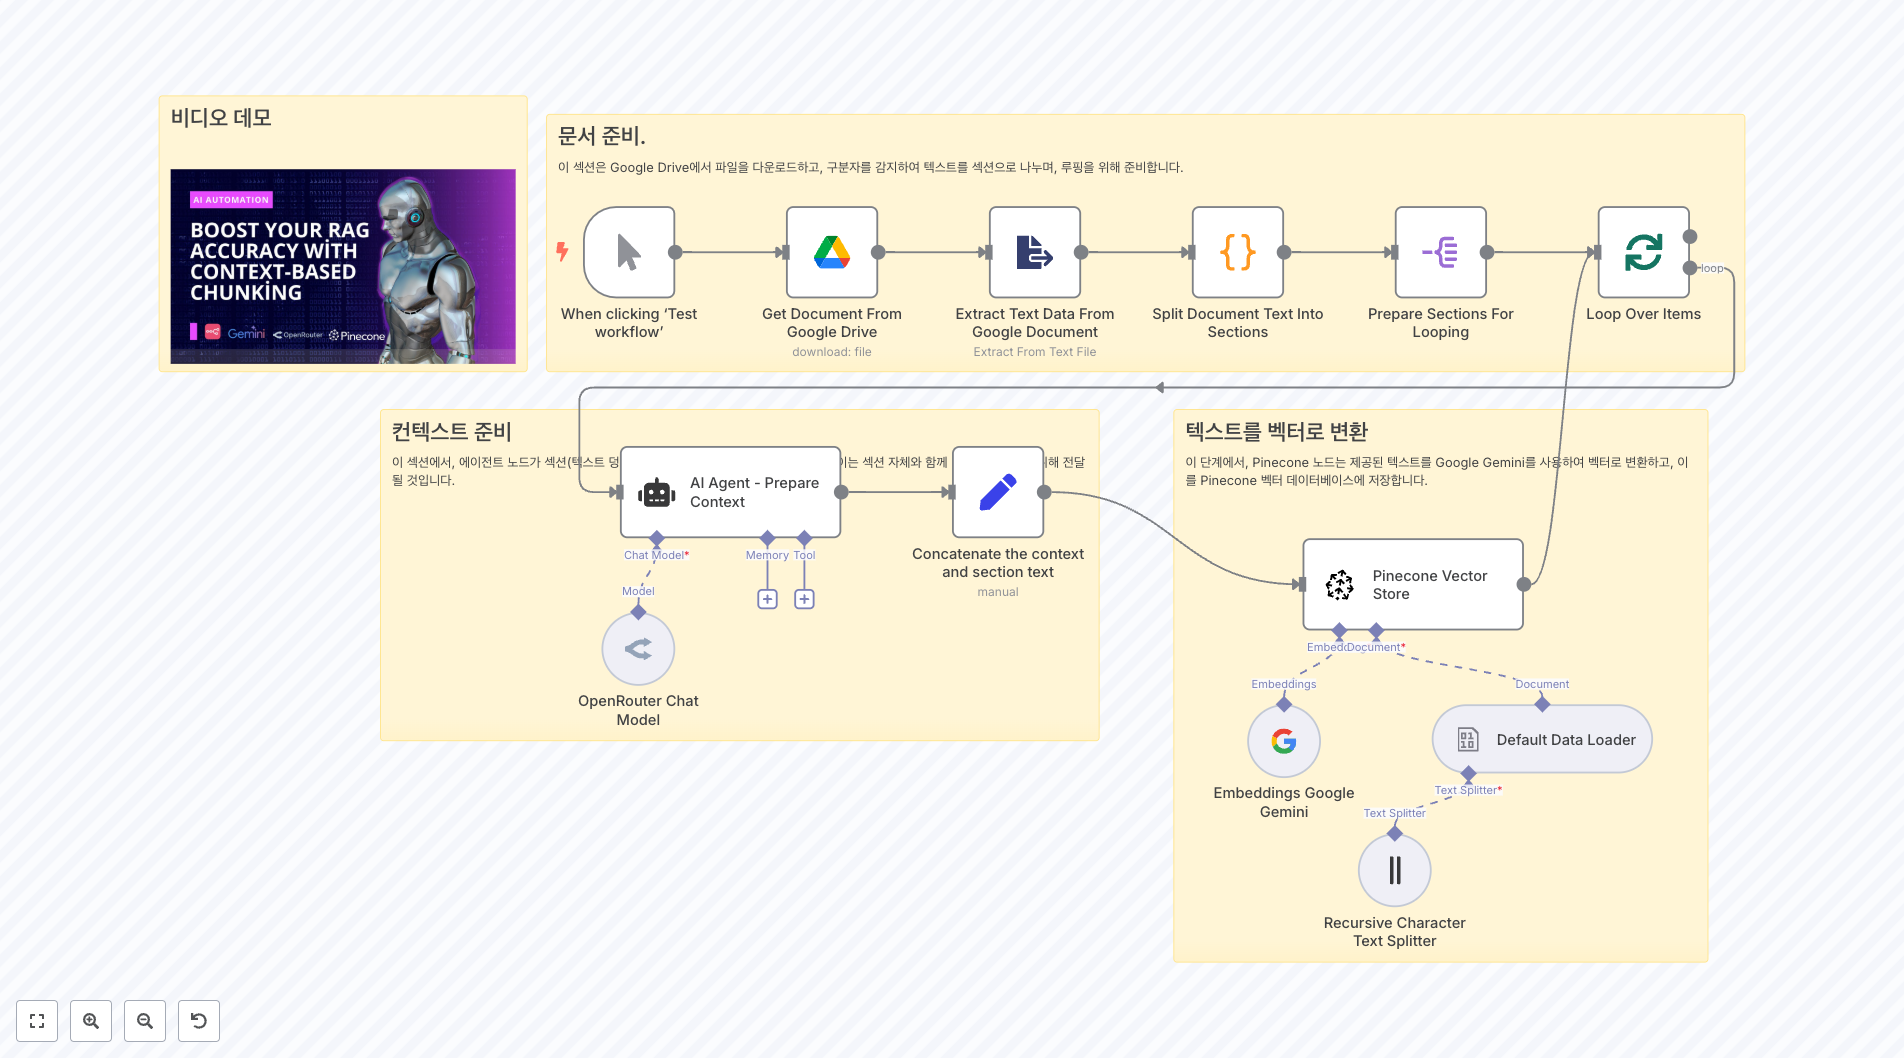 비디오 데모
AI AUTOMATION
BOOST YOUR RAG
ACCURACY WITH
CONTEXT-BASED
CHUNKING
Gemini
OpenRouter
Pinecone
문서 준비.
이 섹션은 Google Drive에서 파일을 다운로드하고, 구분자를 감지하여 텍스트를 섹션으로 나누며, 루핑을 위해 준비합니다.
When clicking ‘Test
workflow’
Get Document From
Google Drive
download: file
Extract Text Data From
Google Document
Extract From Text File
Split Document Text Into
Sections
Prepare Sections For
Looping
Loop Over Items
loop
컨텍스트 준비
이 섹션에서, 에이전트 노드가 섹션(텍스트 덩 이는 섹션 자체와 함께 위해 전달
될 것입니다.
AI Agent - Prepare
Context
Chat Model*
Memory
Tool
Model
OpenRouter Chat
Model
Concatenate the context
and section text
manual
텍스트를 벡터로 변환
이 단계에서, Pinecone 노드는 제공된 텍스트를 Google Gemini를 사용하여 벡터로 변환하고, 이
를 Pinecone 벡터 데이터베이스에 저장합니다.
Pinecone Vector
Store
Document*
Embeddings
Document
Default Data Loader
Embeddings Google
Gemini
Text Splitter*
Text Splitter
Recursive Character
Text Splitter